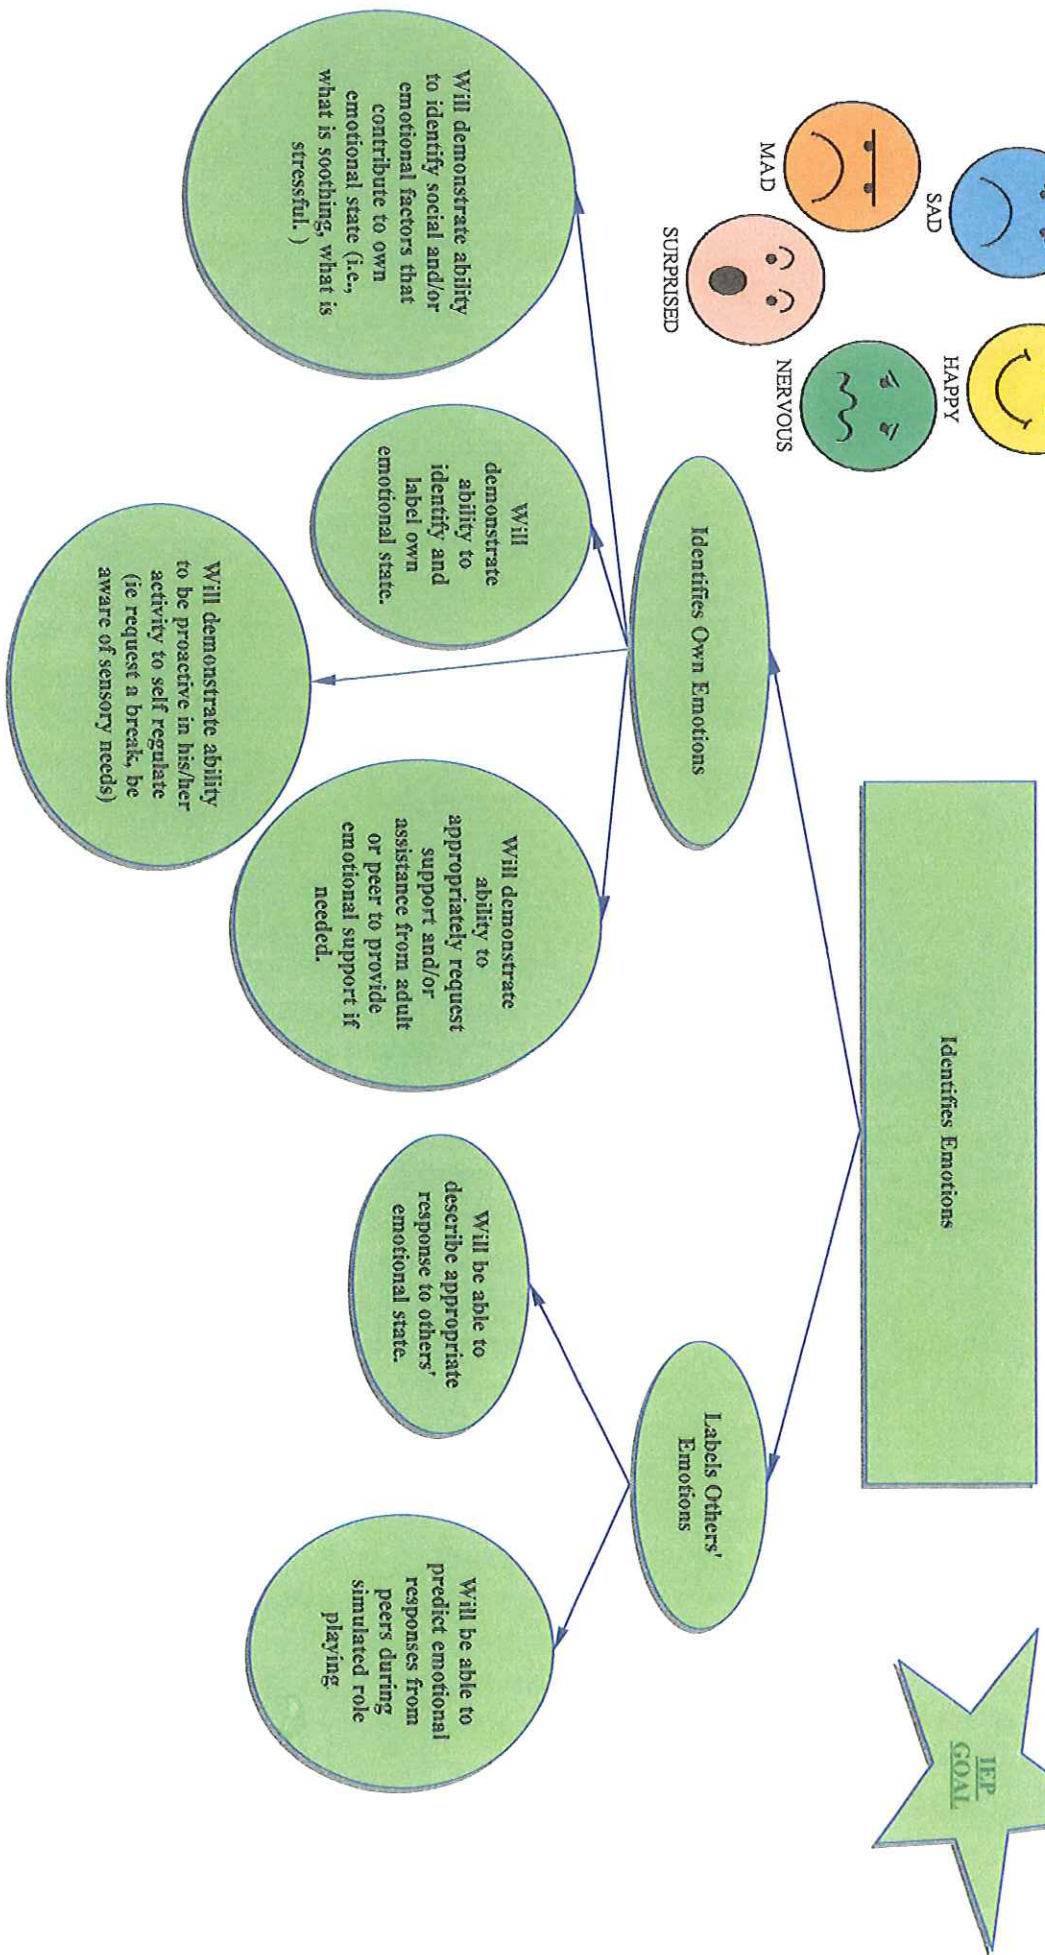 SAD
HAPPY
MAD
SURPRISED
NERVOUS
IEP
GOAL
Identifies Emotions
Identifies Own Emotions
Labels Others'
Emotions
Will demonstrate ability
to identify social and/or
emotional factors that
contribute to own
emotional state (i.e.,
what is soothing, what is
stressful. )
Will
demonstrate
ability to
identify and
label own
emotional state.
Will demonstrate ability
to be proactive in his/her
activity to self regulate
(ie request a break, be
aware of sensory needs)
Will demonstrate
ability to
appropriately request
support and/or
assistance from adult
or peer to provide
emotional support if
needed.
Will be able to
describe appropriate
response to others'
emotional state.
Will be able to
predict emotional
responses from
peers during
simulated role
playing